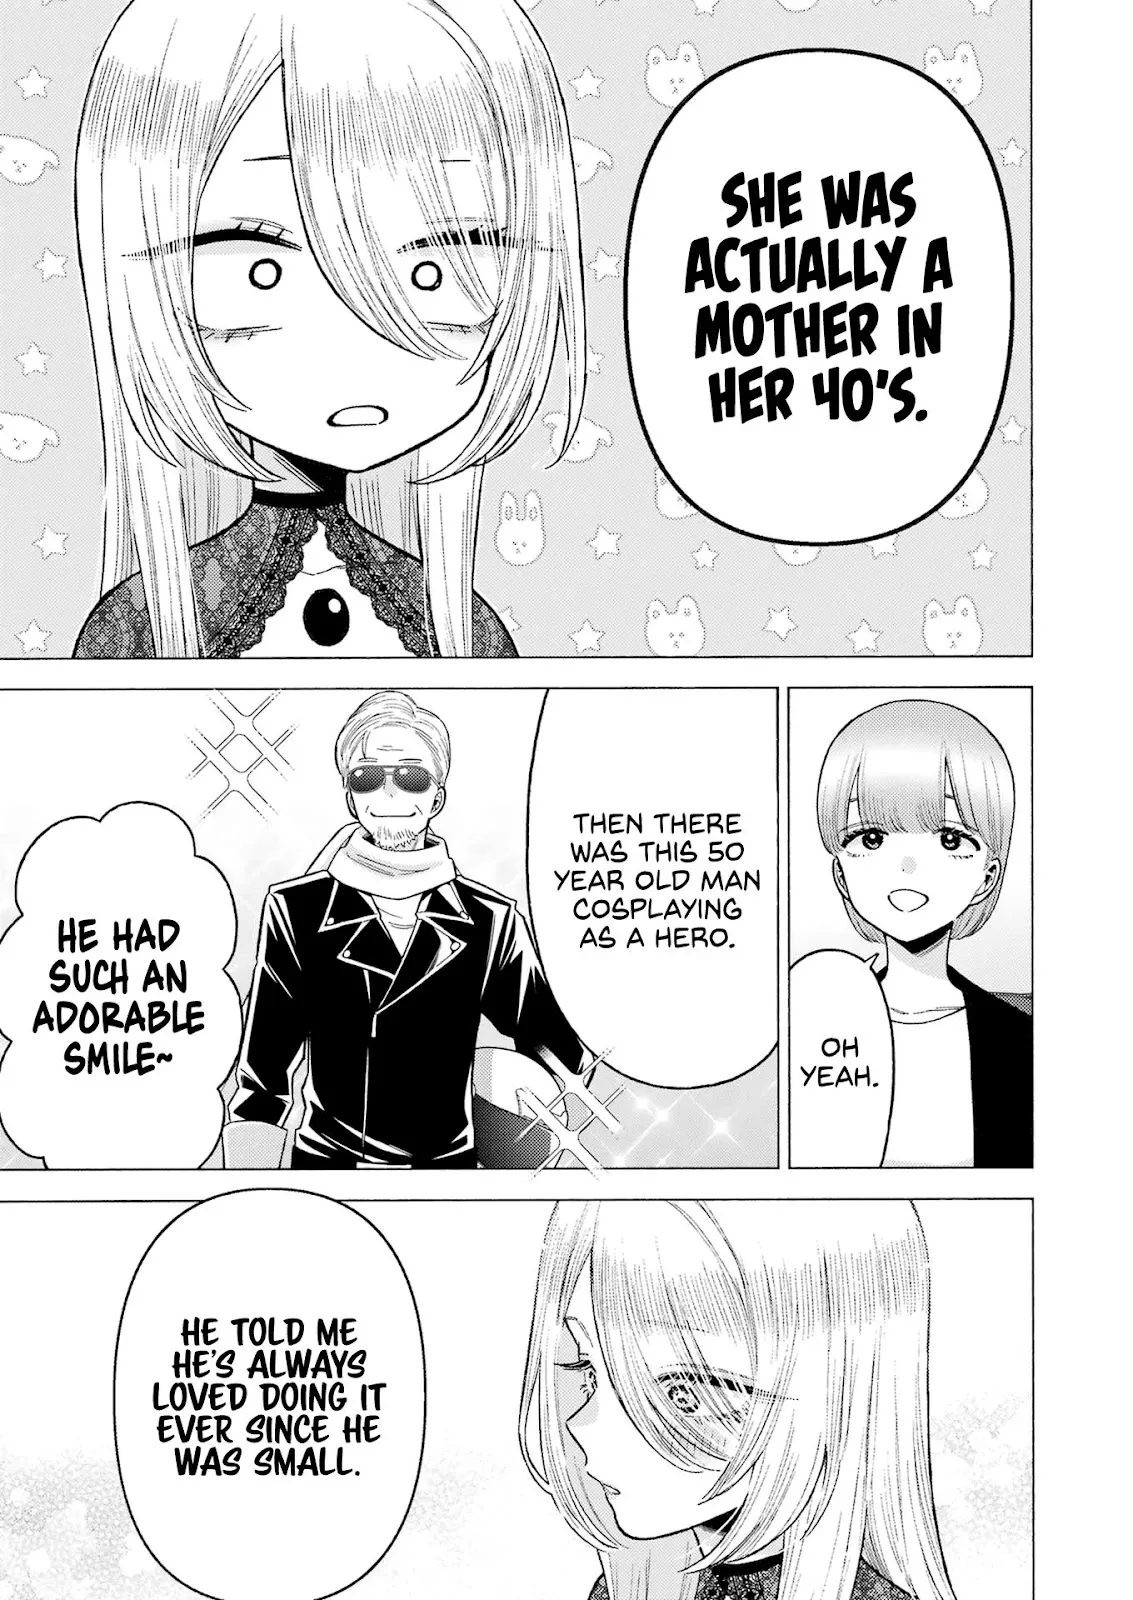 SHE WAS
ACTUALLY A
MOTHER IN
HER 40'S.
OH
YEAH.
THEN THERE
WAS THIS 50
YEAR OLD MAN
COSPLAYING
AS A HERO.
HE HAD
SUCH AN
ADORABLE
SMILE~
HE TOLD ME
HE'S ALWAYS
LOVED DOING IT
EVER SINCE HE
WAS SMALL.